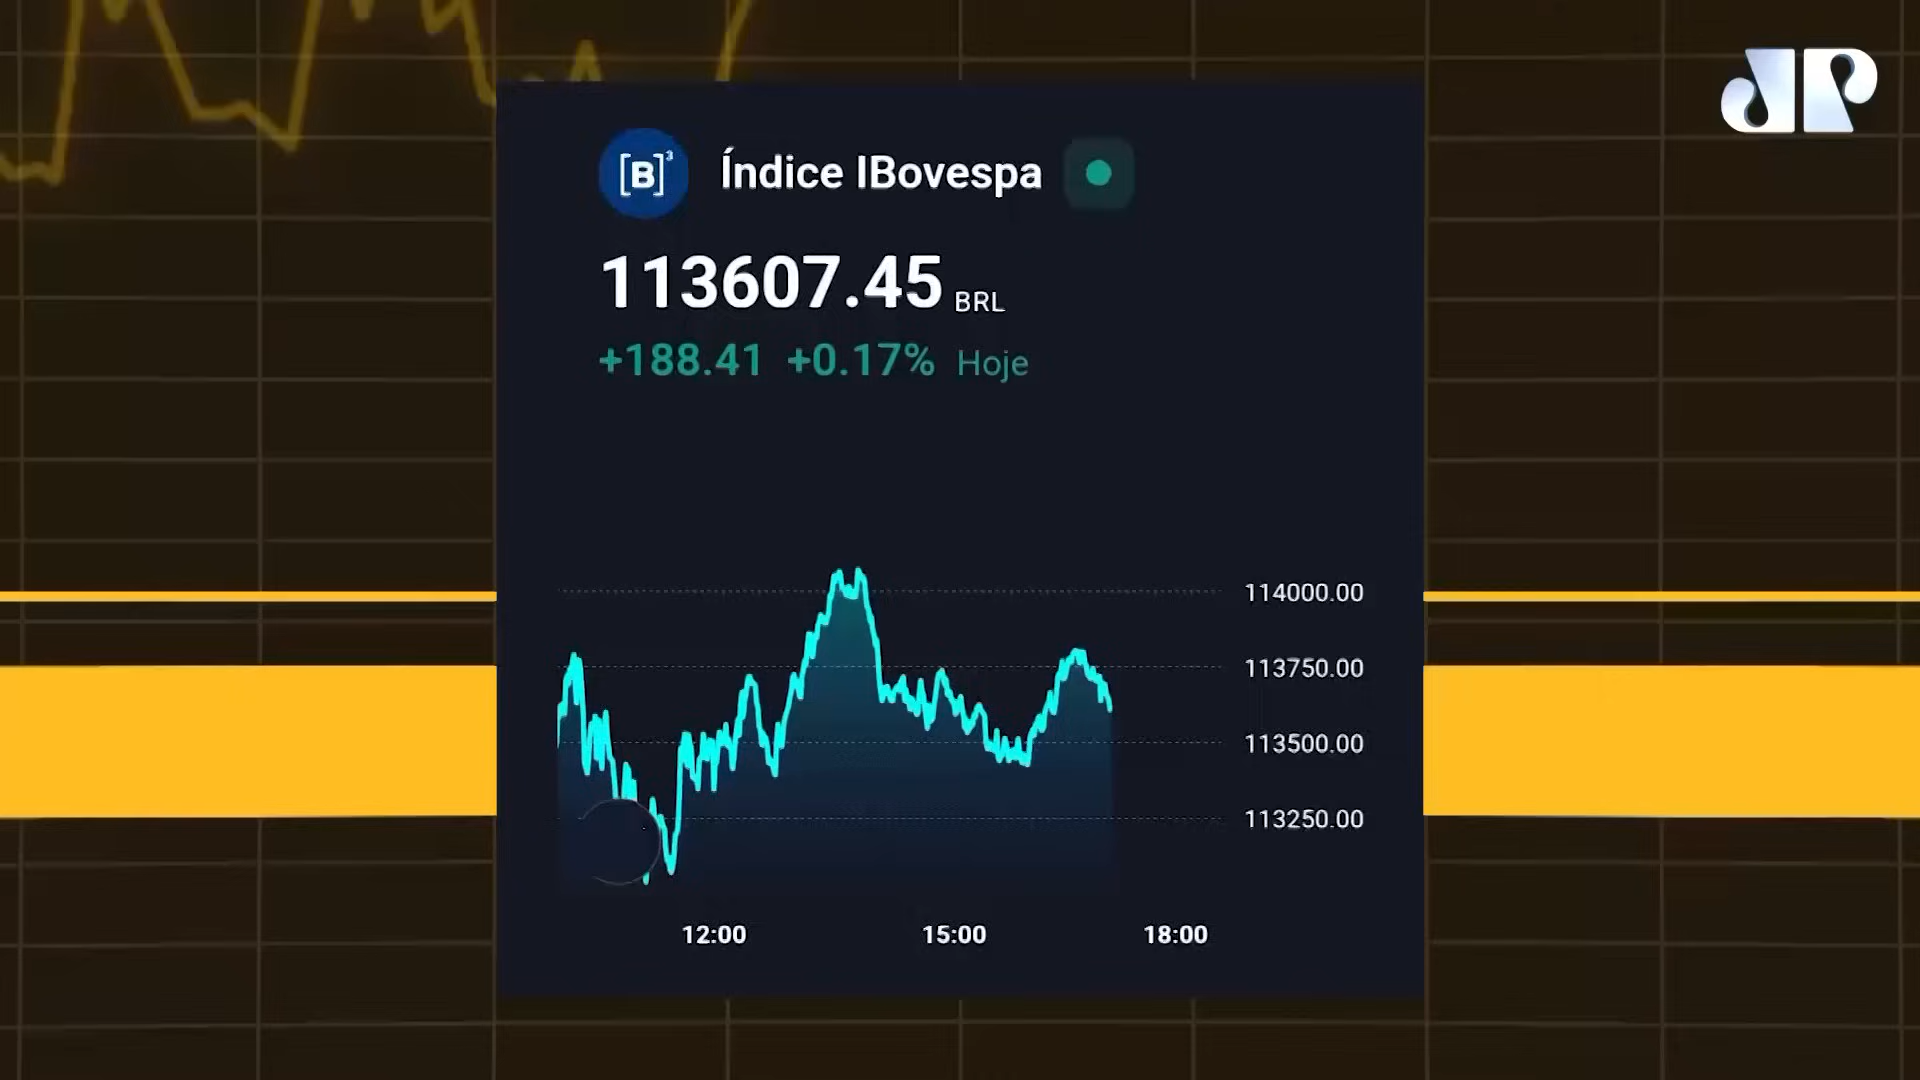 JP
[B]³ Índice IBovespa
113607.45 BRL
+188.41 +0.17% Hoje
114000.00
113750.00
113500.00
113250.00
12:00 15:00 18:00